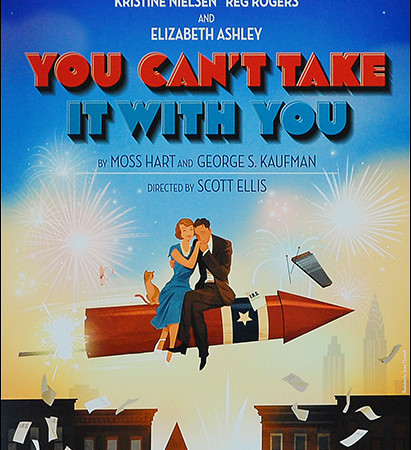 KRISTINE NIELSEN REG ROGERS
AND
ELIZABETH ASHLEY
YOU CAN'T TAKE
IT WITH YOU
BY MOSS HART AND GEORGE S. KAUFMAN
DIRECTED BY SCOTT ELLIS